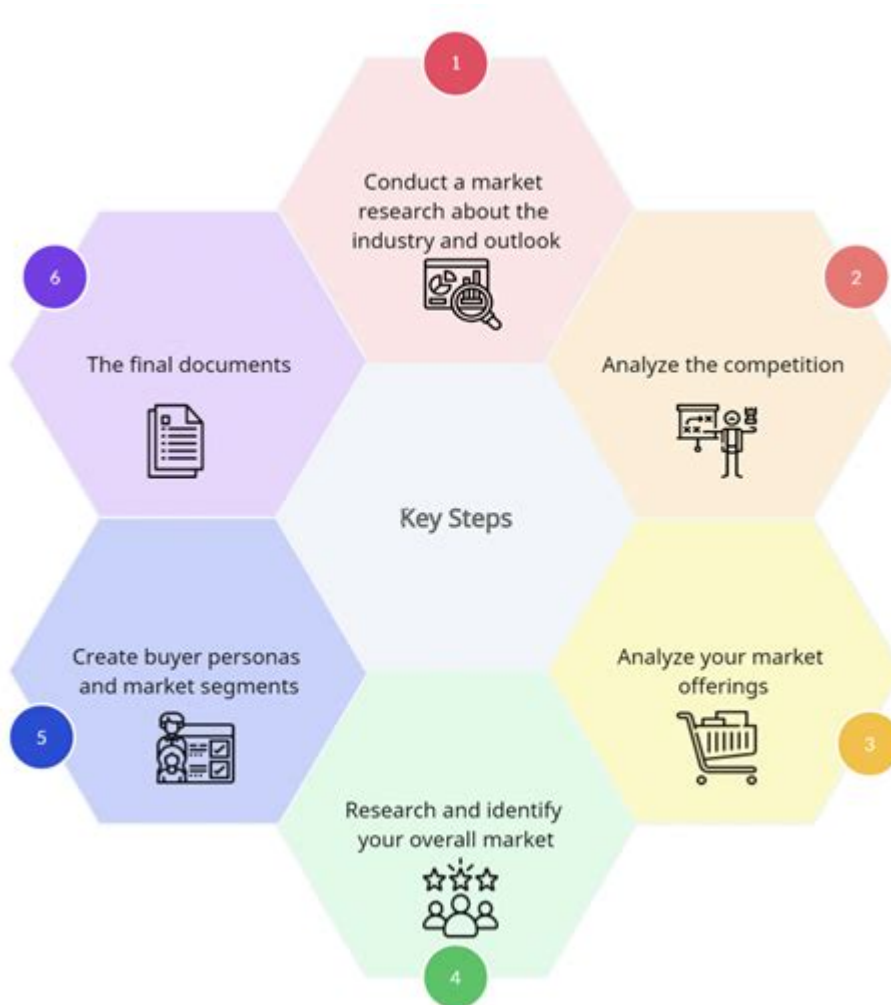 1
Conduct a market
research about the
industry and outlook
2
Analyze the competition
3
Analyze your market
offerings
4
Research and identify
your overall market
5
Create buyer personas
and market segments
6
The final documents
Key Steps